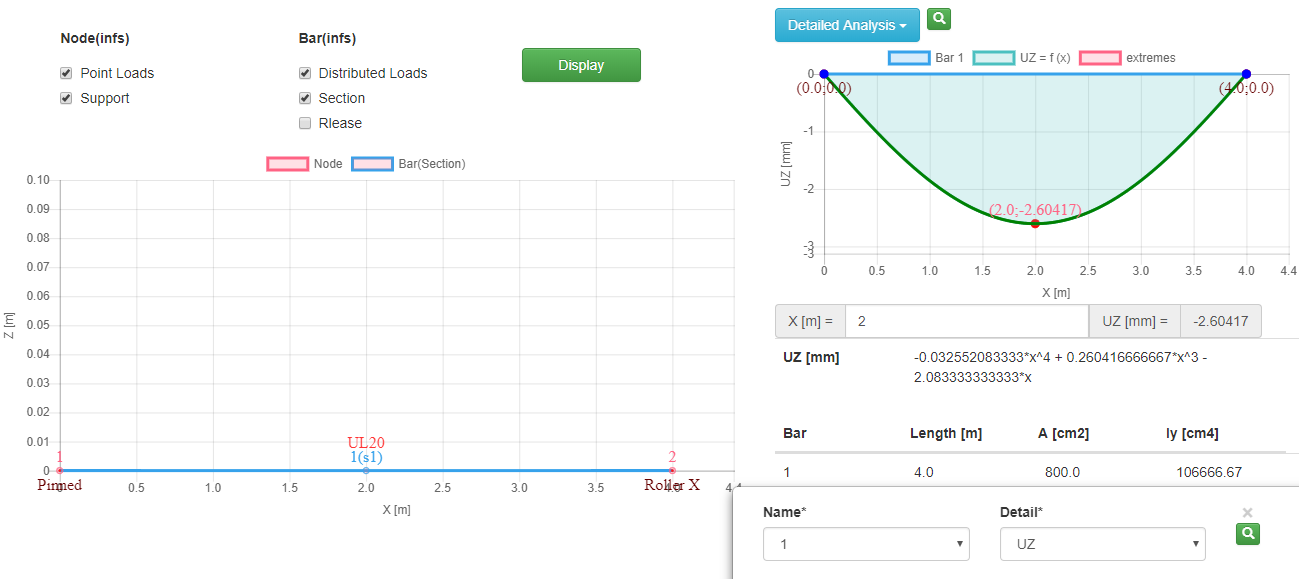 Node(infs)
Point Loads
Support
Bar(infs)
Distributed Loads
Section
Rlease
Display
Node
Bar(Section)
0.10
0.09
0.08
0.07
0.06
0.05
0.04
0.03
0.02
0.01
0
Z [m]
UL20
1(s1)
1
2
Pinned
Roller X
0
0.5
1.0
1.5
2.0
2.5
3.0
3.5
4.0
4.4
X [m]
Detailed Analysis
Bar 1
UZ = f (x)
extremes
0
-1
-2
-3
-3
UZ [mm]
(0.0;0.0)
(4.0;0.0)
(2.0;-2.60417)
0
0.5
1.0
1.5
2.0
2.5
3.0
3.5
4.0
4.4
X [m]
X [m] =
2
UZ [mm] =
-2.60417
UZ [mm]
-0.032552083333*x^4 + 0.260416666667*x^3 -
2.083333333333*x
Bar Length [m] A [cm2] Iy [cm4]
1 4.0 800.0 106666.67
Name* Detail* ×
1 UZ